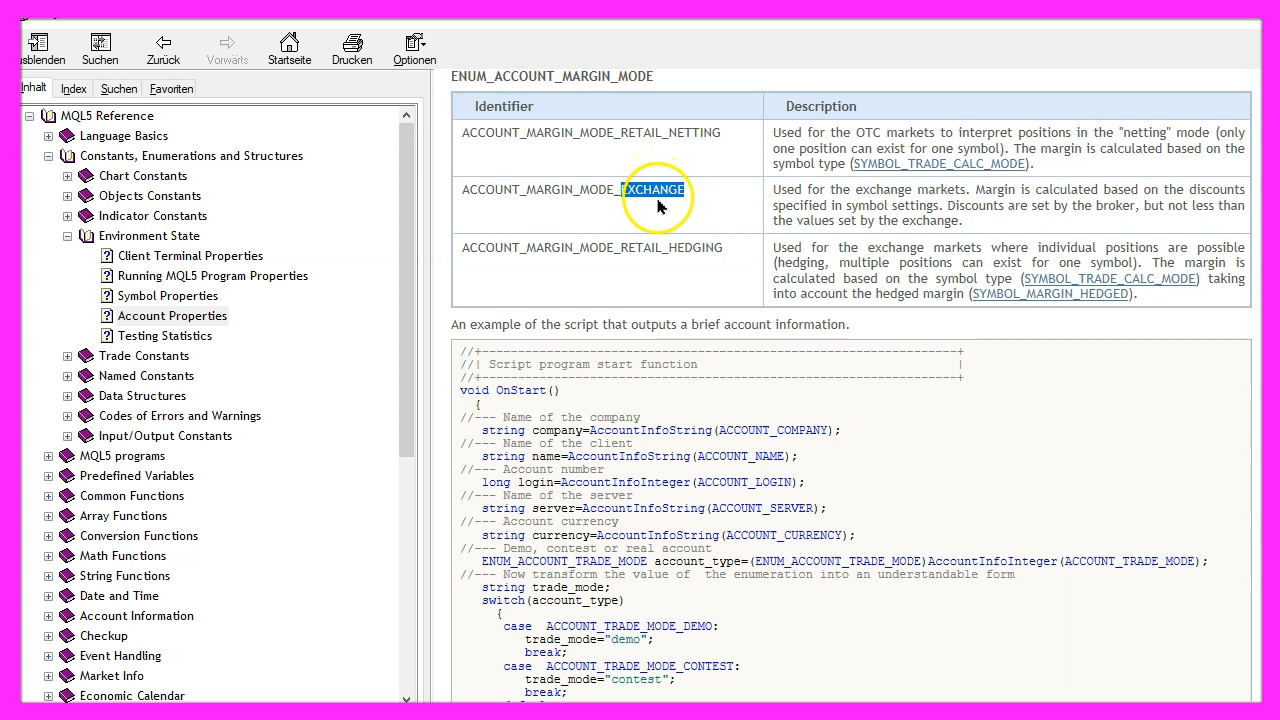 usblenden Suchen Zurück Vorwärts Startseite Drucken Optionen
Inhalt Index Suchen Favoriten
MQL5 Reference
Language Basics
Constants, Enumerations and Structures
Chart Constants
Objects Constants
Indicator Constants
Environment State
Client Terminal Properties
Running MQL5 Program Properties
Symbol Properties
Account Properties
Testing Statistics
Trade Constants
Named Constants
Data Structures
Codes of Errors and Warnings
Input/Output Constants
MQL5 programs
Predefined Variables
Common Functions
Array Functions
Conversion Functions
Math Functions
String Functions
Date and Time
Account Information
Checkup
Event Handling
Market Info
Economic Calendar
ENUM_ACCOUNT_MARGIN_MODE
Identifier Description
ACCOUNT_MARGIN_MODE_RETAIL_NETTING
Used for the OTC markets to interpret positions in the "netting" mode (only
one position can exist for one symbol). The margin is calculated based on the
symbol type (SYMBOL_TRADE_CALC_MODE).
ACCOUNT_MARGIN_MODE_EXCHANGE
Used for the exchange markets. Margin is calculated based on the discounts
specified in symbol settings. Discounts are set by the broker, but not less than
the values set by the exchange.
ACCOUNT_MARGIN_MODE_RETAIL_HEDGING
Used for the exchange markets where individual positions are possible
(hedging, multiple positions can exist for one symbol). The margin is
calculated based on the symbol type (SYMBOL_TRADE_CALC_MODE) taking
into account the hedged margin (SYMBOL_MARGIN_HEDGED).
An example of the script that outputs a brief account information.
//+------------------------------------------------------------------+
//| Script program start function |
//+------------------------------------------------------------------+
void OnStart()
{
//--- Name of the company
string company=AccountInfoString(ACCOUNT_COMPANY);
//--- Name of the client
string name=AccountInfoString(ACCOUNT_NAME);
//--- Account number
long login=AccountInfoInteger(ACCOUNT_LOGIN);
//--- Name of the server
string server=AccountInfoString(ACCOUNT_SERVER);
//--- Account currency
string currency=AccountInfoString(ACCOUNT_CURRENCY);
//--- Demo, contest or real account
ENUM_ACCOUNT_TRADE_MODE account_type=(ENUM_ACCOUNT_TRADE_MODE)AccountInfoInteger(ACCOUNT_TRADE_MODE);
//--- Now transform the value of the enumeration into an understandable form
string trade_mode;
switch(account_type)
{
case ACCOUNT_TRADE_MODE_DEMO:
trade_mode="demo";
break;
case ACCOUNT_TRADE_MODE_CONTEST:
trade_mode="contest";
break;